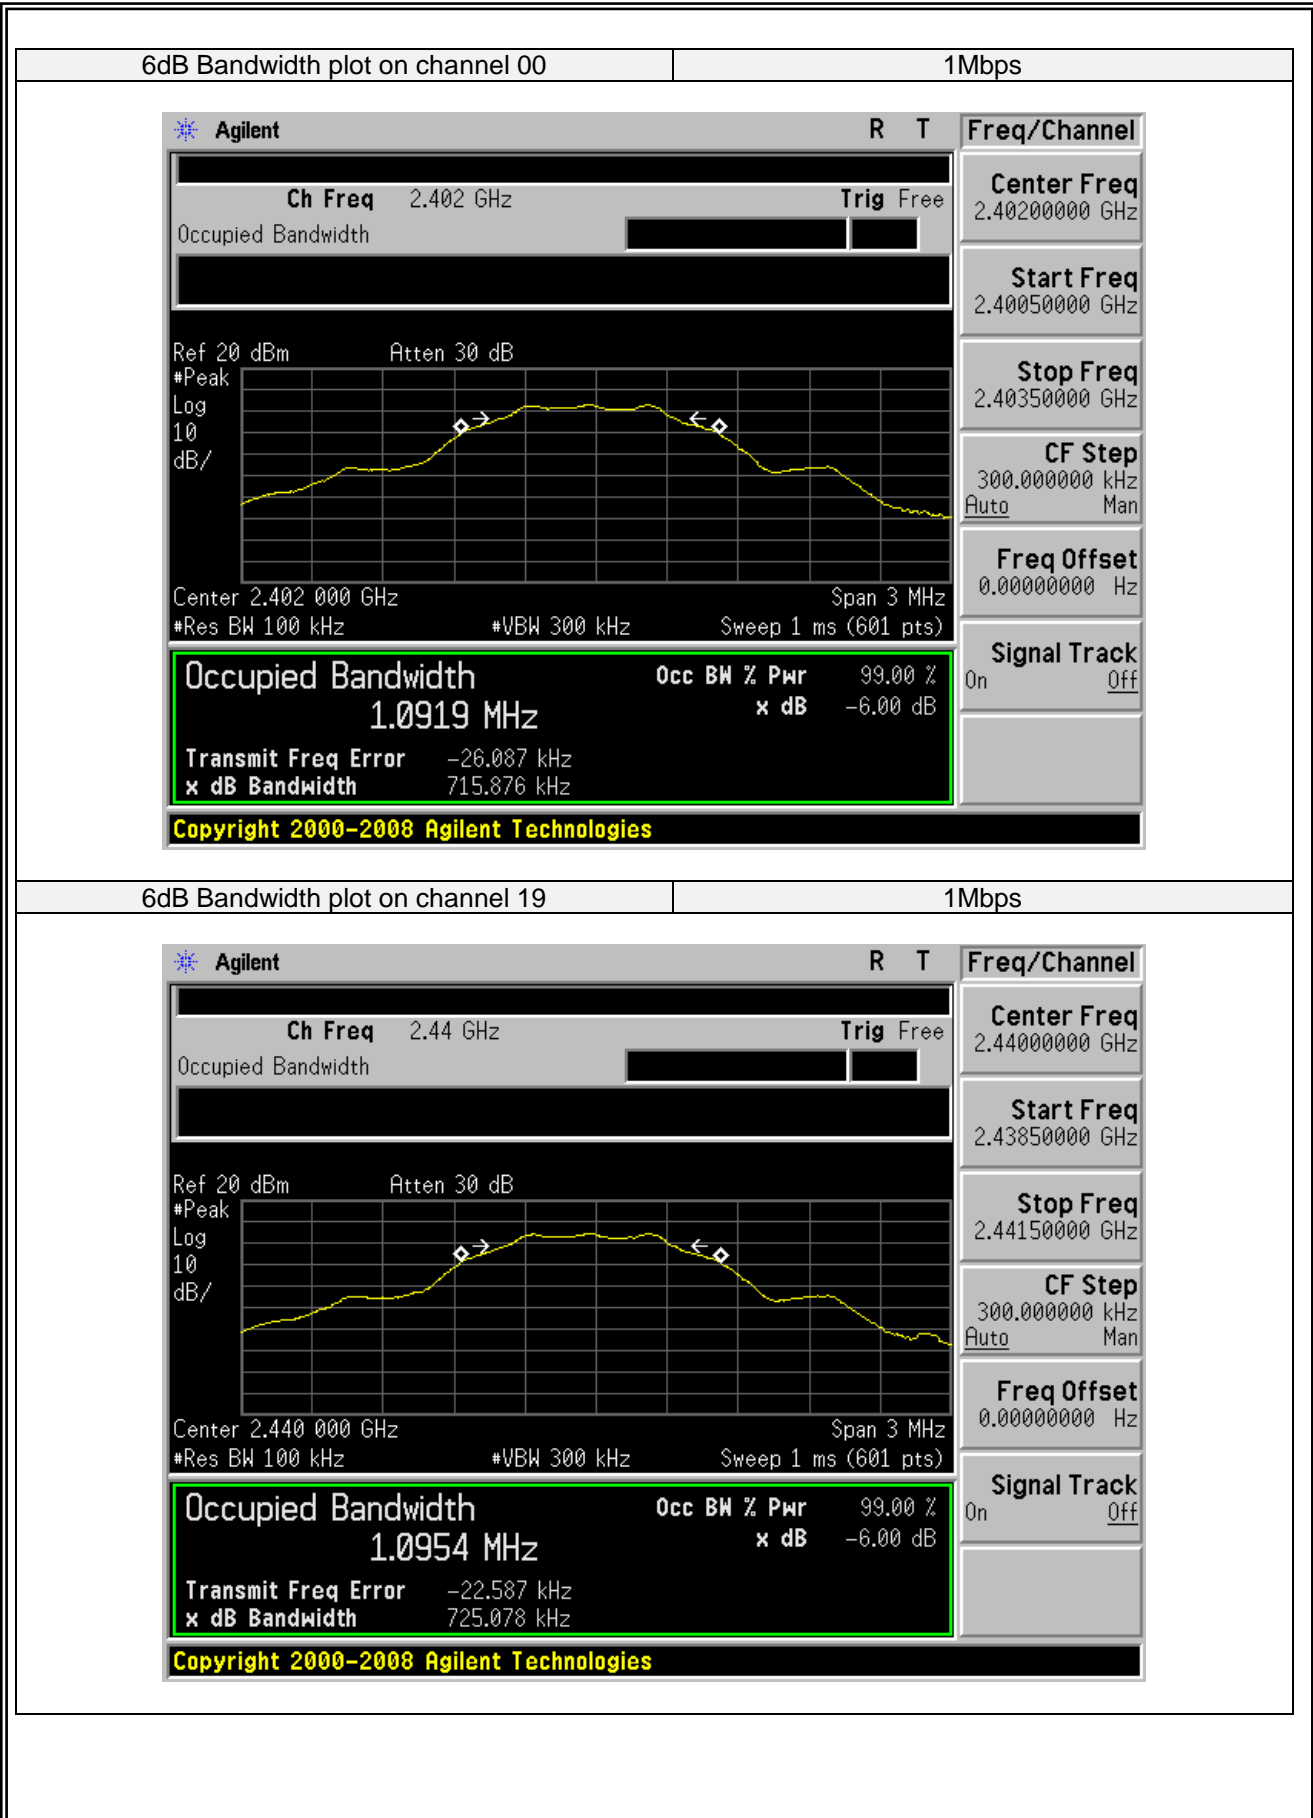 6dB Bandwidth plot on channel 00 1Mbps
Agilent R T Freq/Channel
Ch Freq 2.402 GHz Trig Free
Occupied Bandwidth
Center Freq
2.40200000 GHz
Start Freq
2.40050000 GHz
Stop Freq
2.40350000 GHz
CF Step
300.000000 kHz
Auto Man
Freq Offset
0.00000000 Hz
Signal Track
On Off
Ref 20 dBm Atten 30 dB
#Peak
Log
10
dB/
Center 2.402 000 GHz Span 3 MHz
#Res BW 100 kHz #VBW 300 kHz Sweep 1 ms (601 pts)
Occupied Bandwidth Occ BW % Pwr 99.00 %
1.0919 MHz x dB -6.00 dB
Transmit Freq Error -26.087 kHz
x dB Bandwidth 715.876 kHz
Copyright 2000-2008 Agilent Technologies
6dB Bandwidth plot on channel 19 1Mbps
Agilent R T Freq/Channel
Ch Freq 2.44 GHz Trig Free
Occupied Bandwidth
Center Freq
2.44000000 GHz
Start Freq
2.43850000 GHz
Stop Freq
2.44150000 GHz
CF Step
300.000000 kHz
Auto Man
Freq Offset
0.00000000 Hz
Signal Track
On Off
Ref 20 dBm Atten 30 dB
#Peak
Log
10
dB/
Center 2.440 000 GHz Span 3 MHz
#Res BW 100 kHz #VBW 300 kHz Sweep 1 ms (601 pts)
Occupied Bandwidth Occ BW % Pwr 99.00 %
1.0954 MHz x dB -6.00 dB
Transmit Freq Error -22.587 kHz
x dB Bandwidth 725.078 kHz
Copyright 2000-2008 Agilent Technologies